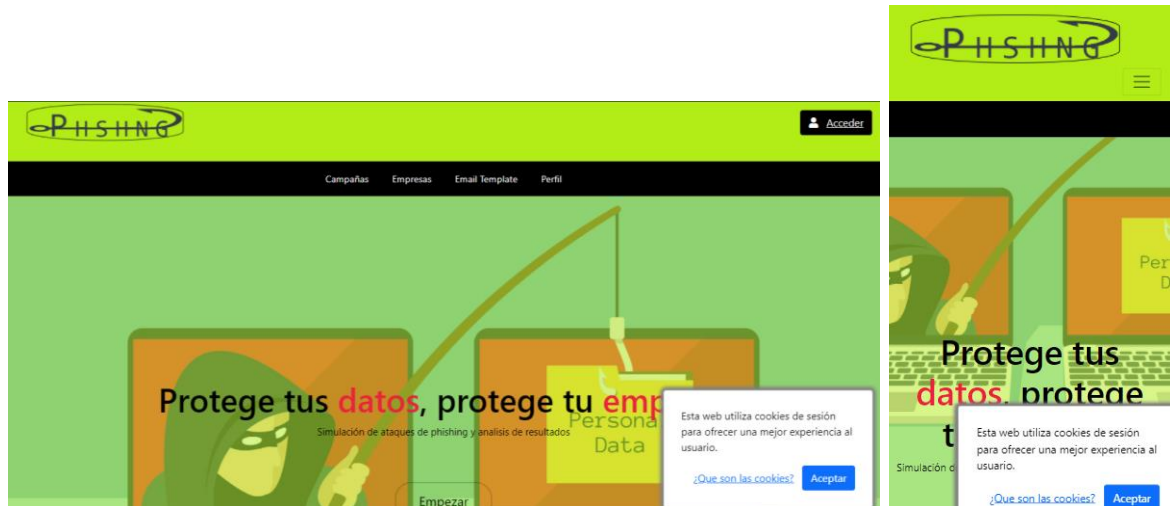 PHSHNG
Acceder
Campañas Empresas Email Template Perfil
Protege tus datos, protege tu emp
Simulación de ataques de phishing y analisis de resultados
Personal
Data
Empezar
Esta web utiliza cookies de sesión
para ofrecer una mejor experiencia al
usuario.
¿Que son las cookies? Aceptar
PHSHNG
Per
D
Protege tus
datos, protege
t
Simulación d
Esta web utiliza cookies de sesión
para ofrecer una mejor experiencia al
usuario.
¿Que son las cookies? Aceptar